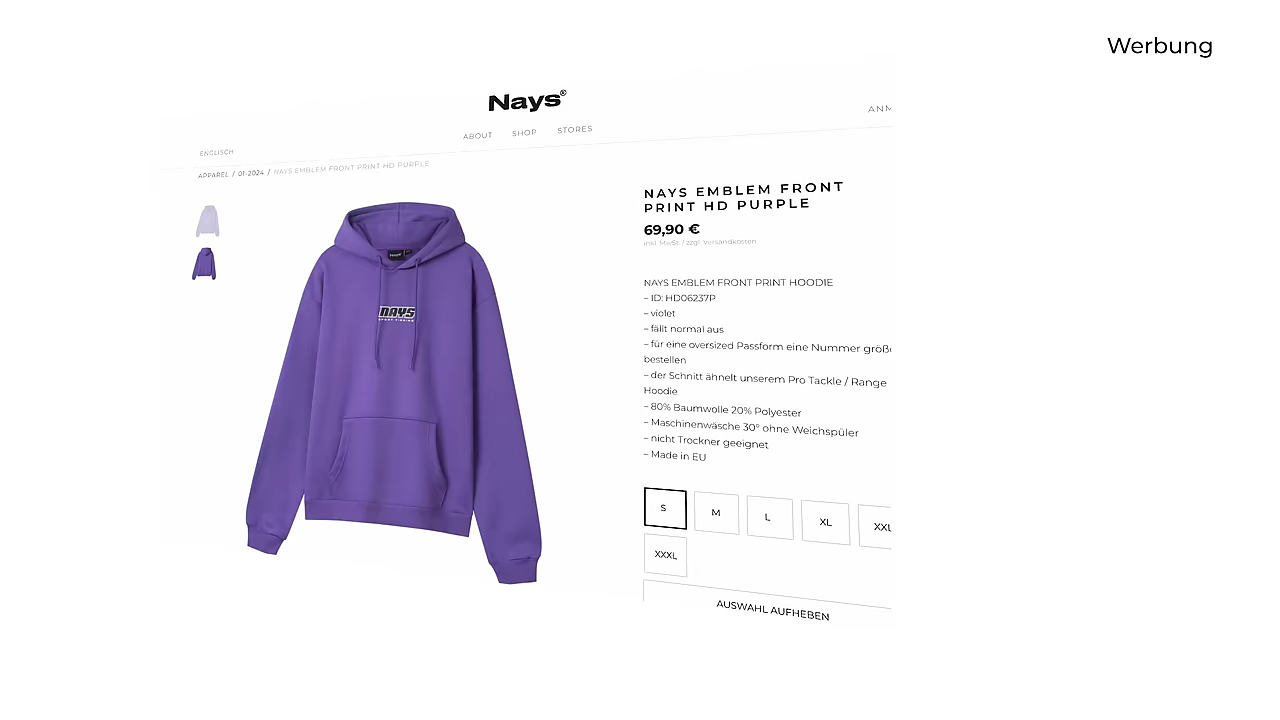 Werbung
Nays®
ABOUT SHOP STORES
ENGLISCH
APPAREL / 01-2024 / NAYS EMBLEM FRONT PRINT HD PURPLE
NAYS EMBLEM FRONT
PRINT HD PURPLE
69,90 €
inkl. MwSt. / zzgl. Versandkosten
NAYS
NAYS EMBLEM FRONT PRINT HOODIE
– ID: HD06237P
– violet
– fällt normal aus
– für eine oversized Passform eine Nummer größe
bestellen
– der Schnitt ähnelt unserem Pro Tackle / Range
Hoodie
– 80% Baumwolle 20% Polyester
– Maschinenwäsche 30° ohne Weichspüler
– nicht Trockner geeignet
– Made in EU
S M L XL XXL
XXXL
AUSWAHL AUFHEBEN